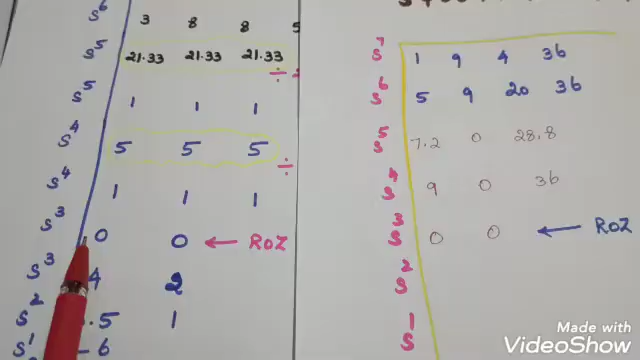 s⁶ 3 8 8 5
s⁵ 21.33 21.33 21.33 ÷
s⁵ 1 1 1
s⁴ 5 5 5 ÷
s⁴ 1 1 1
s³ 0 0 ← ROZ
s³ 4 2
s² .5 1
s¹ -6
s⁷ 1 9 4 36
s⁶ 5 9 20 36
s⁵ 7.2 0 28.8
s⁴ 9 0 36
s³ 0 0 ← ROZ
s²
s¹
Made with
VideoShow